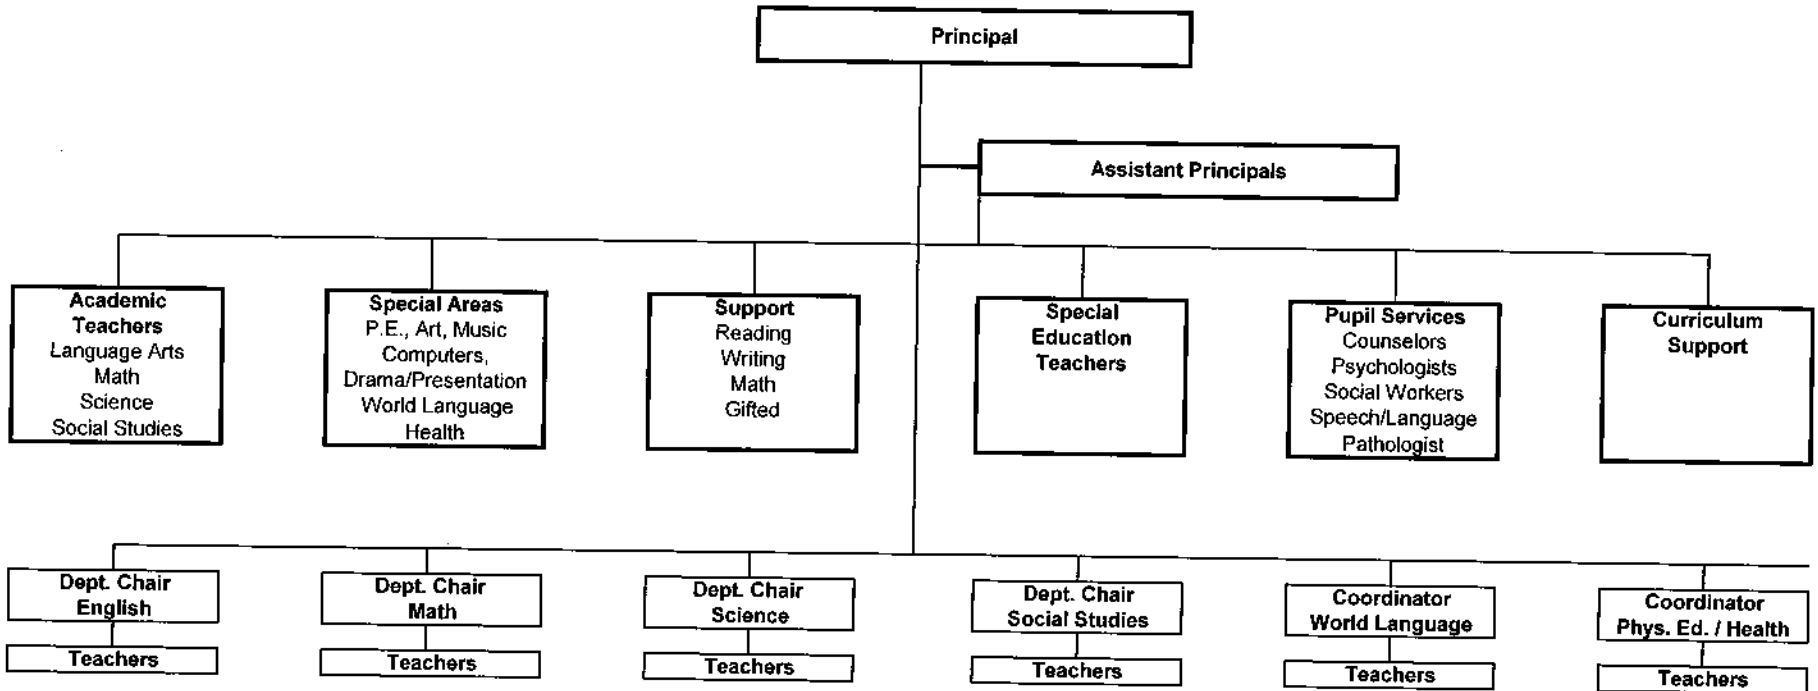 Principal
Assistant Principals
Academic
Teachers
Language Arts
Math
Science
Social Studies
Special Areas
P.E., Art, Music
Computers,
Drama/Presentation
World Language
Health
Support
Reading
Writing
Math
Gifted
Special
Education
Teachers
Pupil Services
Counselors
Psychologists
Social Workers
Speech/Language
Pathologist
Curriculum
Support
Dept. Chair
English
Teachers
Dept. Chair
Math
Teachers
Dept. Chair
Science
Teachers
Dept. Chair
Social Studies
Teachers
Coordinator
World Language
Teachers
Coordinator
Phys. Ed. / Health
Teachers